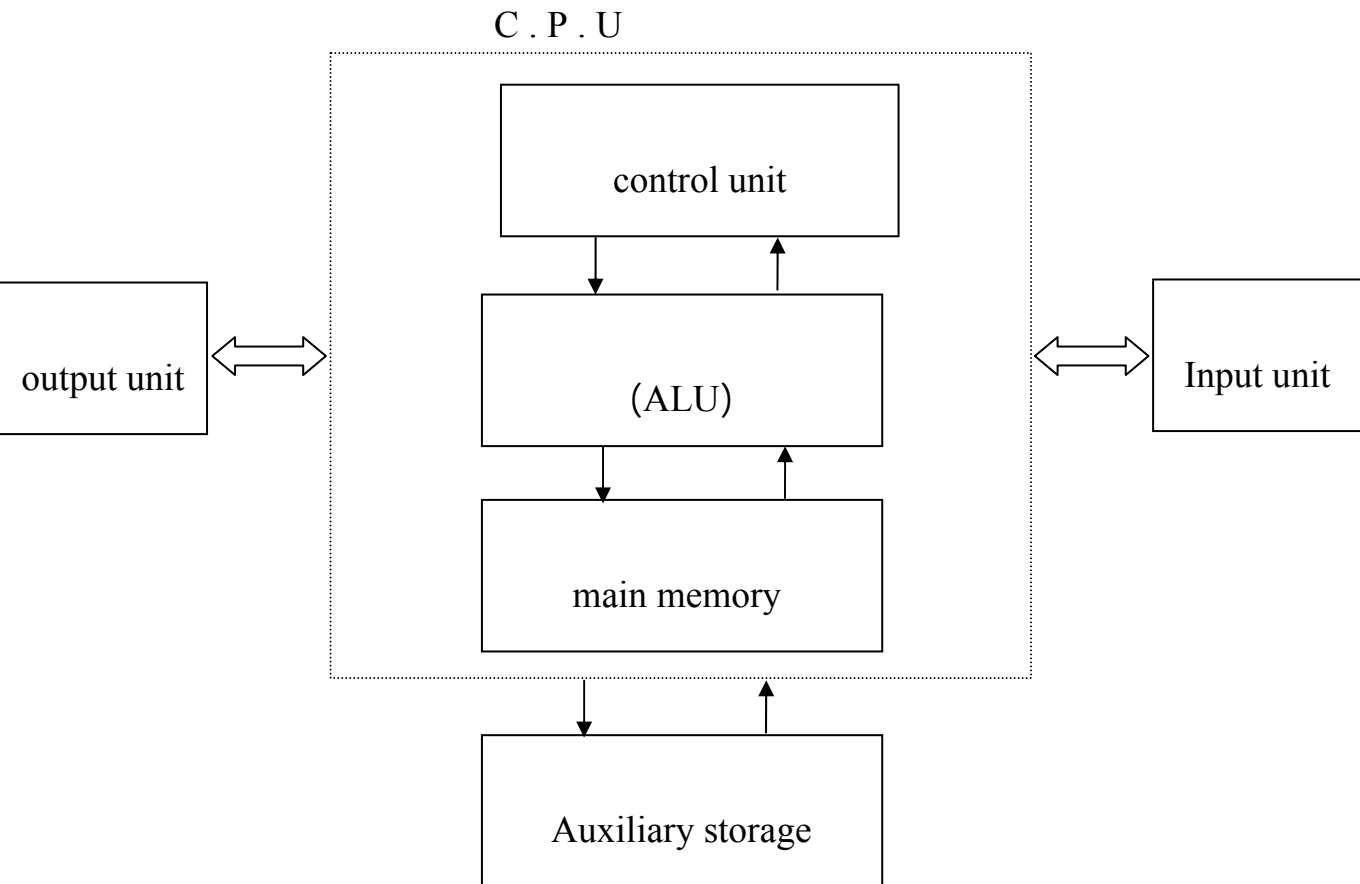 C . P . U
control unit
output unit
(ALU)
Input unit
main memory
Auxiliary storage